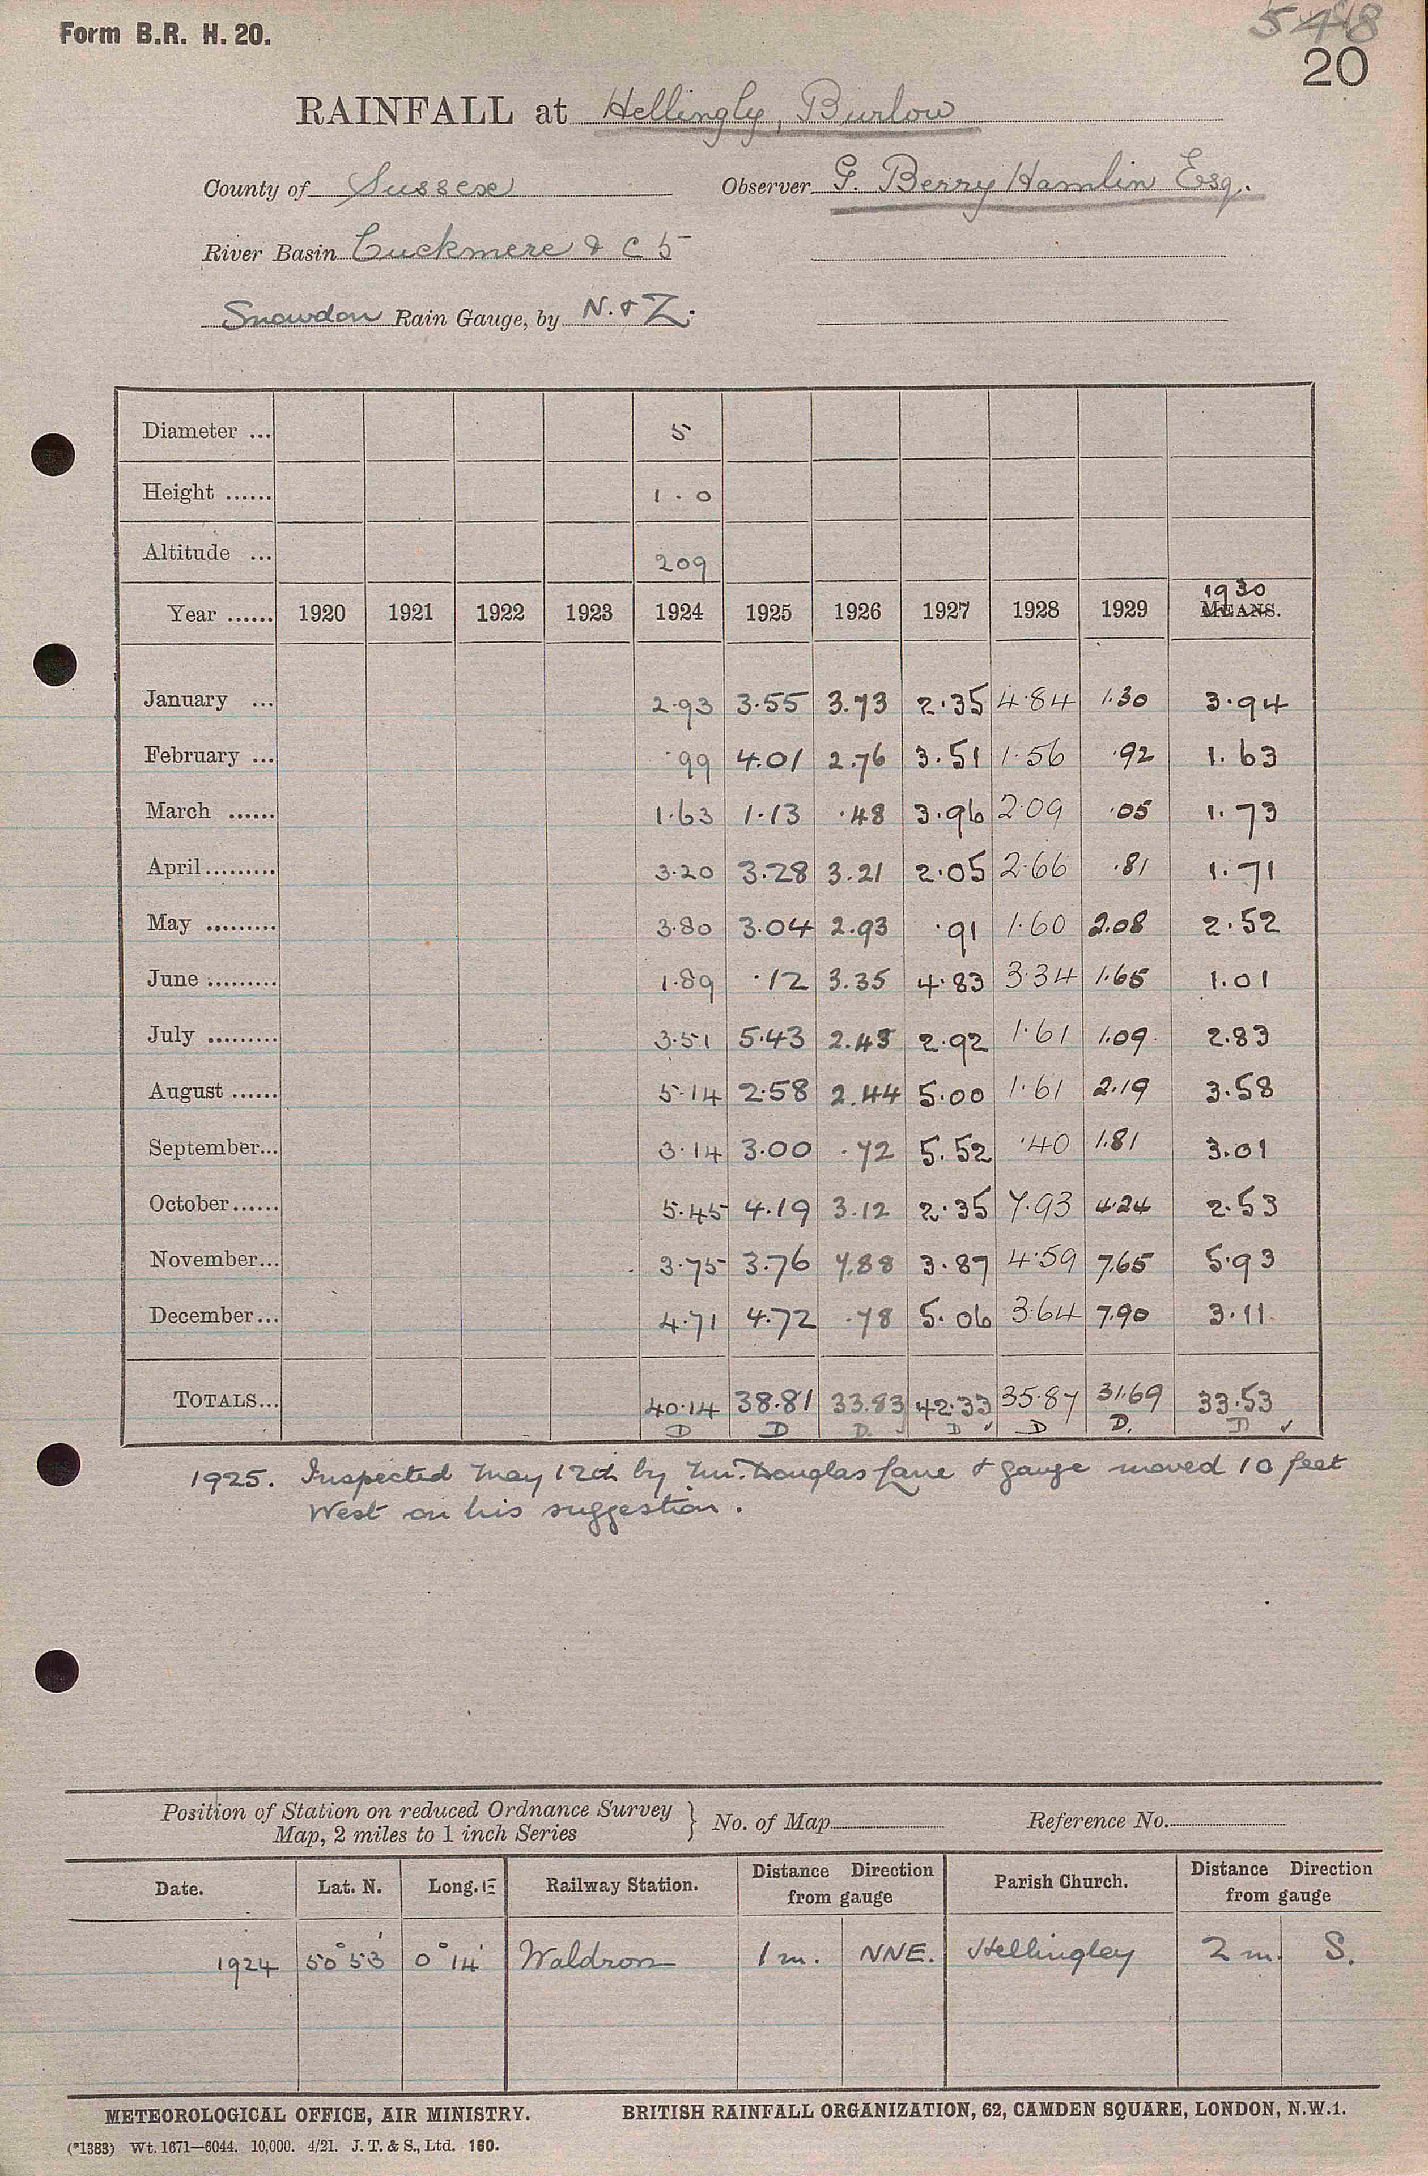 Form B.R. H. 20.
548
20
RAINFALL at Hellingly, Burlow
County of Sussex Observer G. Berry Hamlin Esq.
River Basin Cuckmere & C 5
Snowdon Rain Gauge, by N. & Z.
Diameter ... 5
Height ...... 1.0
Altitude ... 209
1930
Year ...... 1920 1921 1922 1923 1924 1925 1926 1927 1928 1929 MEANS.
January ... 2.93 3.55 3.73 2.35 4.84 1.30 3.94
February ... .99 4.01 2.76 3.51 1.56 .92 1.63
March ...... 1.63 1.13 .48 3.96 2.09 .05 1.73
April ......... 3.20 3.28 3.21 2.05 2.66 .81 1.71
May ......... 3.80 3.04 2.93 .91 1.60 2.08 2.52
June ......... 1.89 .12 3.35 4.83 3.34 1.65 1.01
July ......... 3.51 5.43 2.43 2.92 1.61 1.09 2.83
August ...... 5.14 2.58 2.44 5.00 1.61 2.19 3.58
September... 3.14 3.00 .72 5.52 .40 1.81 3.01
October...... 5.45 4.19 3.12 2.35 7.93 4.24 2.53
November... 3.75 3.76 7.88 3.87 4.59 7.65 5.93
December... 4.71 4.72 .78 5.06 3.64 7.90 3.11
TOTALS... 40.14 38.81 33.83 42.33 35.87 31.69 33.53
D D D. D ✓ D D. D ✓
1925. Inspected May 12th by Mr. Douglas Lane & gauge moved 10 feet
West on his suggestion.
Position of Station on reduced Ordnance Survey
Map, 2 miles to 1 inch Series } No. of Map Reference No.
Date. Lat. N. Long. E Railway Station. Distance Direction from gauge Parish Church. Distance Direction from gauge
1924 50° 53' 0° 14' Waldron 1 m. NNE. Hellingley 2 m. S.
METEOROLOGICAL OFFICE, AIR MINISTRY. BRITISH RAINFALL ORGANIZATION, 62, CAMDEN SQUARE, LONDON, N.W.1.
(*1383) Wt. 1671—6044. 10,000. 4/21. J. T. & S., Ltd. 160.